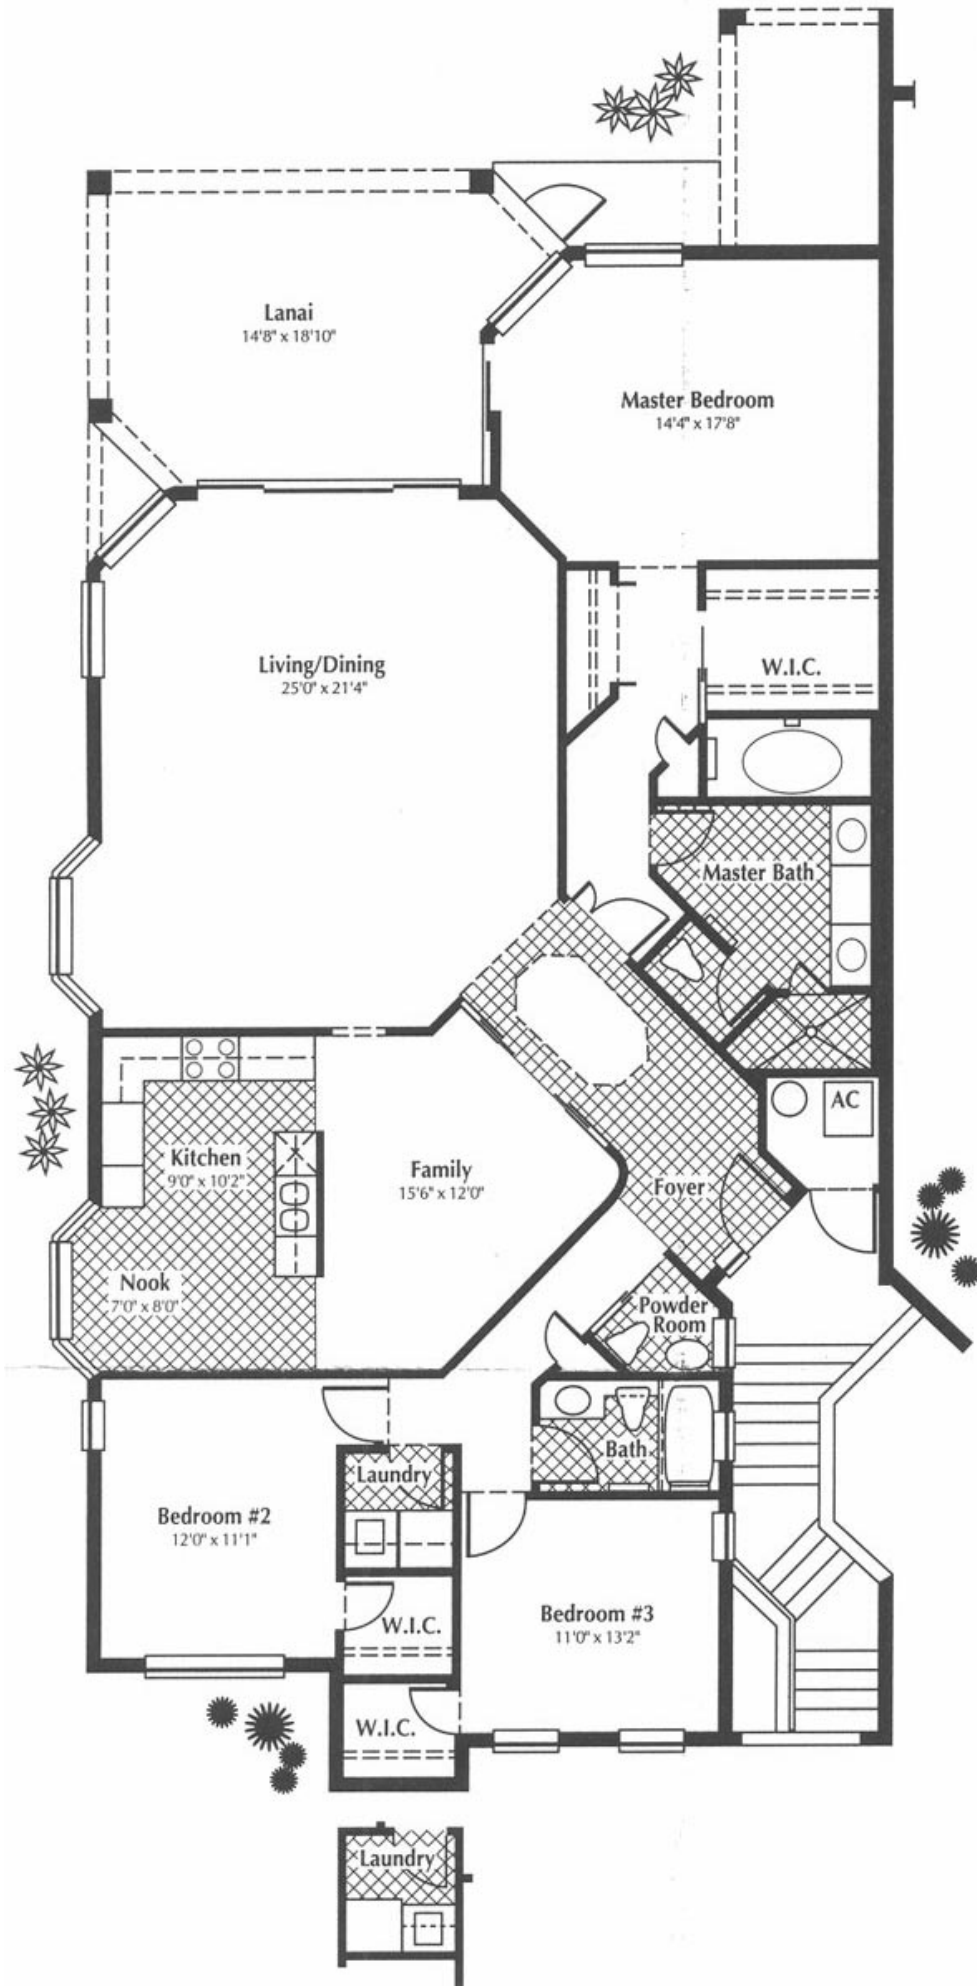 Lanai
14'8" x 18'10"
Master Bedroom
14'4" x 17'8"
Living/Dining
25'0" x 21'4"
W.I.C.
Master Bath
AC
Kitchen
9'0" x 10'2"
Family
15'6" x 12'0"
Foyer
Nook
7'0" x 8'0"
Powder
Room
Bath
Laundry
Bedroom #2
12'0" x 11'1"
Bedroom #3
11'0" x 13'2"
W.I.C.
W.I.C.
Laundry